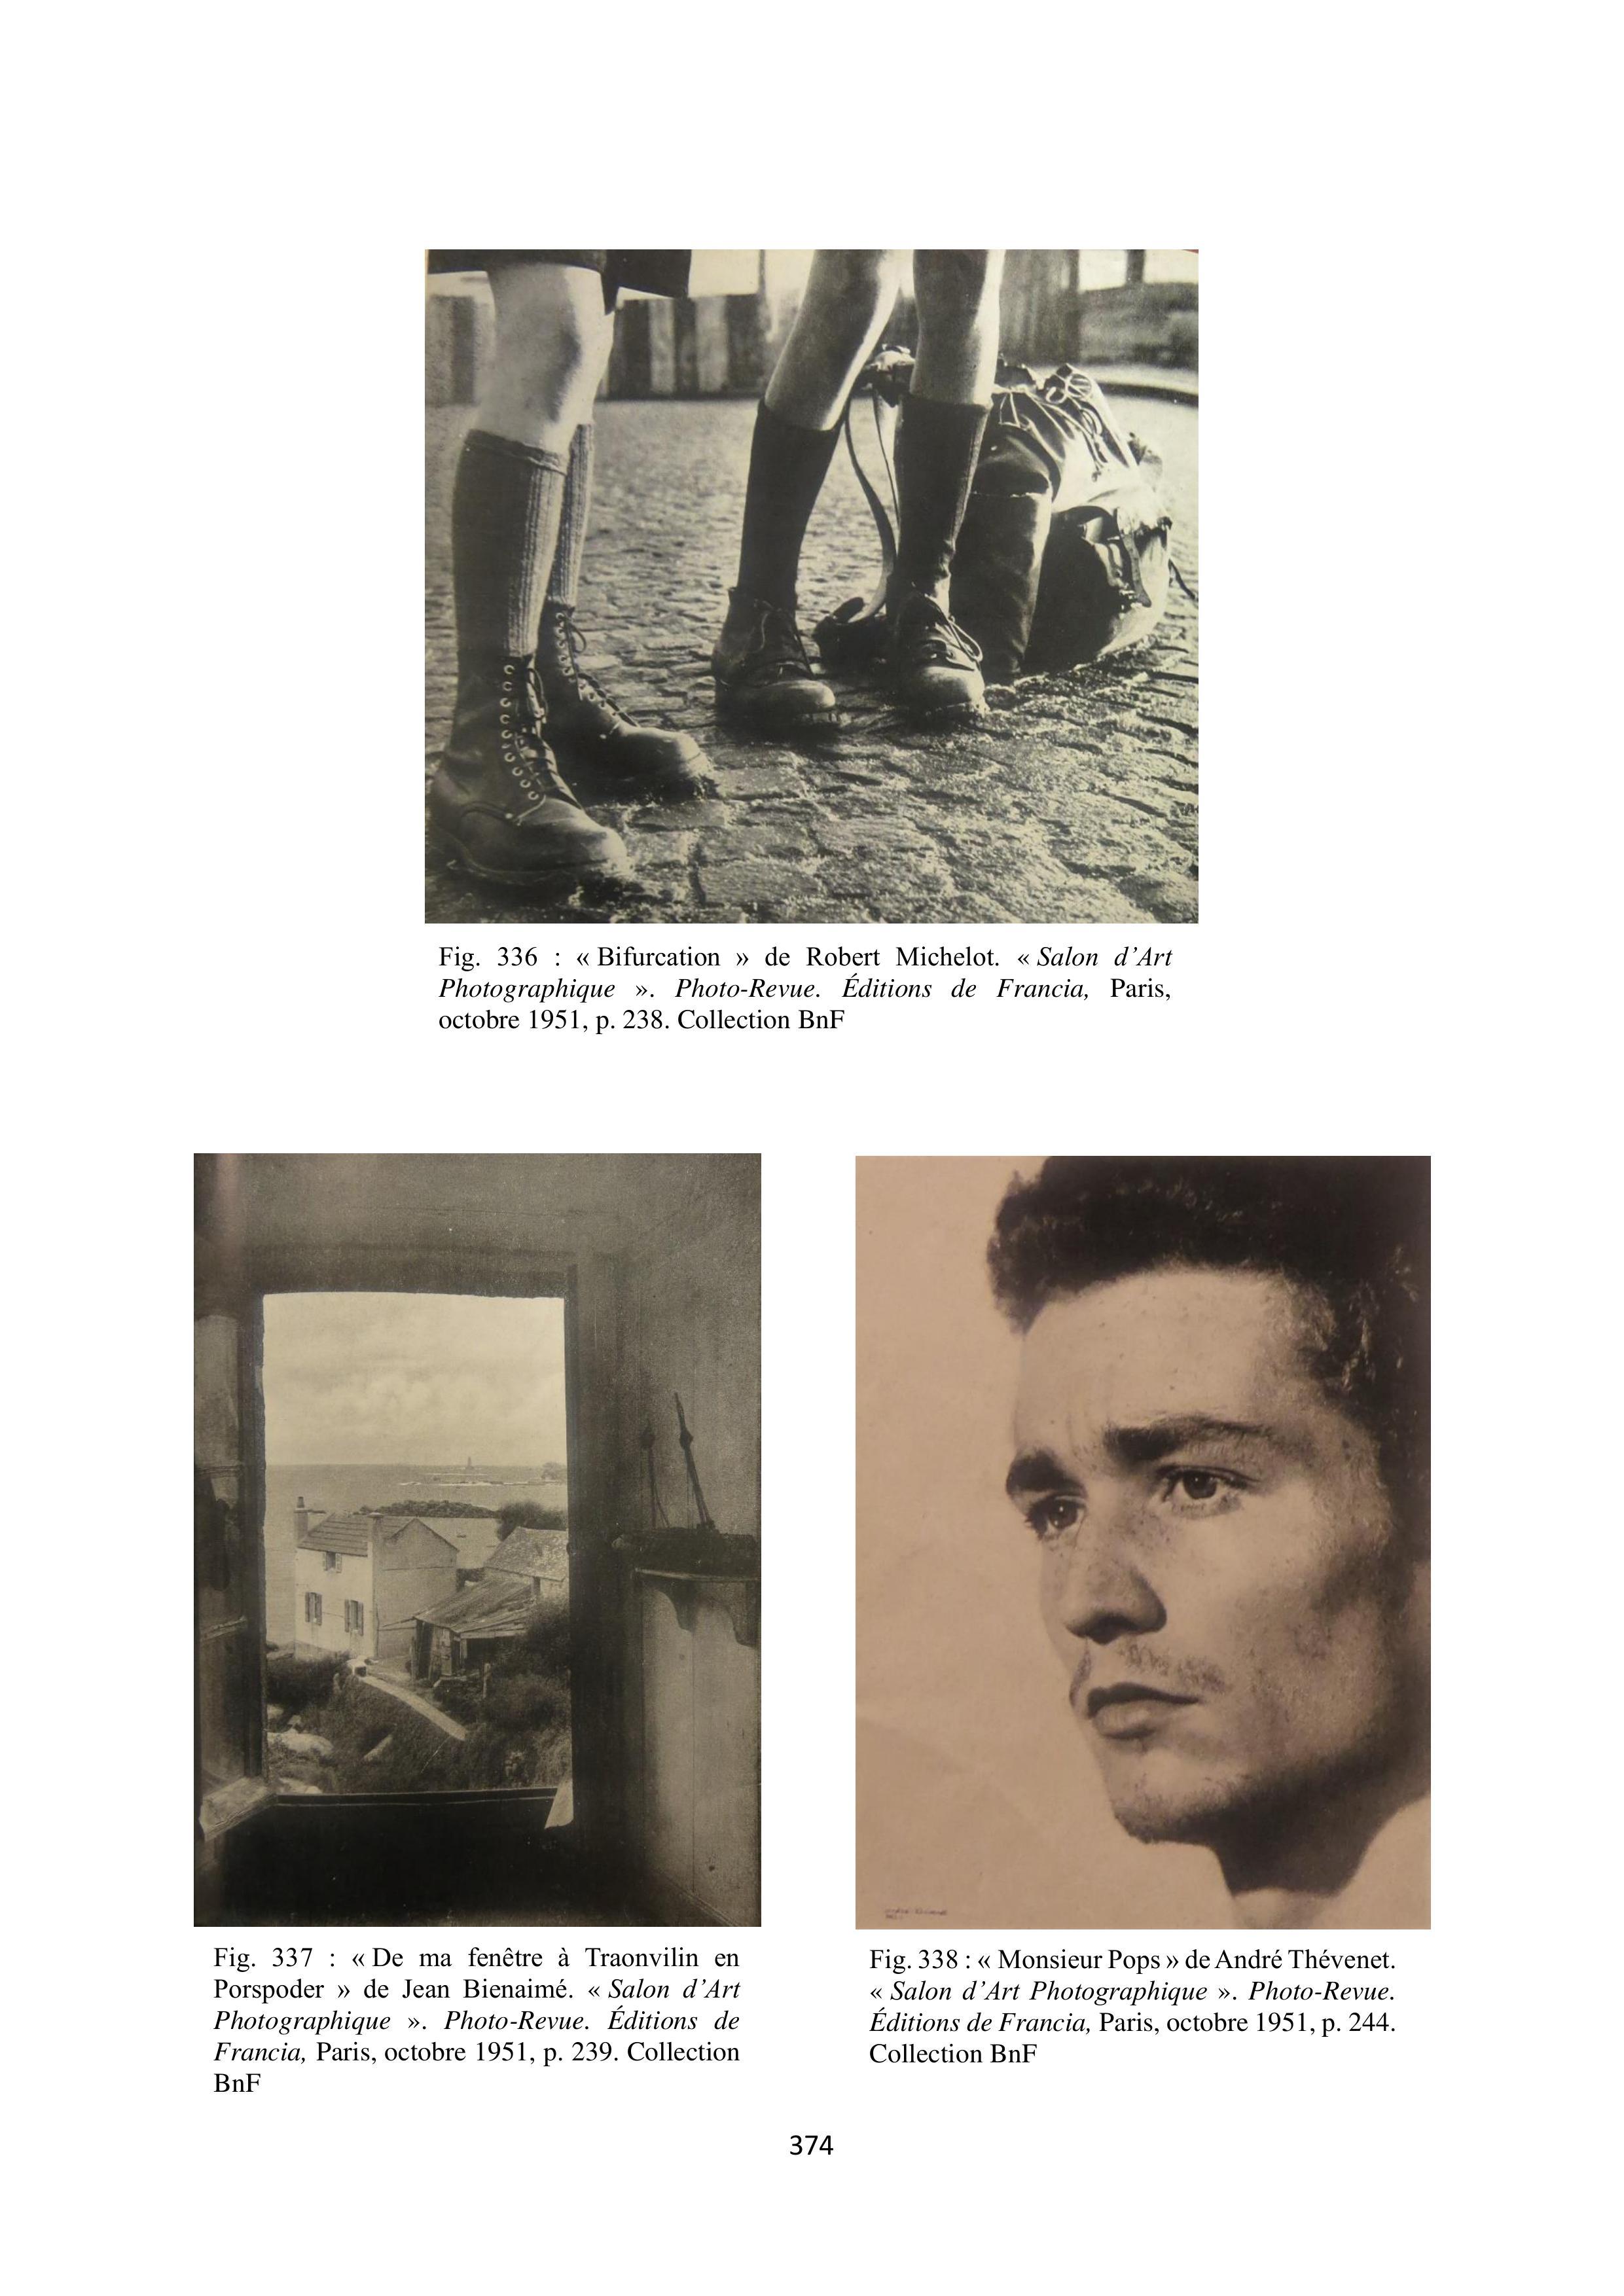 Fig. 336 : « Bifurcation » de Robert Michelot. « Salon d’Art
Photographique ». Photo-Revue. Éditions de Francia, Paris,
octobre 1951, p. 238. Collection BnF
Fig. 337 : « De ma fenêtre à Traonvilin en
Porspoder » de Jean Bienaimé. « Salon d’Art
Photographique ». Photo-Revue. Éditions de
Francia, Paris, octobre 1951, p. 239. Collection
BnF
Fig. 338 : « Monsieur Pops » de André Thévenet.
« Salon d’Art Photographique ». Photo-Revue.
Éditions de Francia, Paris, octobre 1951, p. 244.
Collection BnF
374